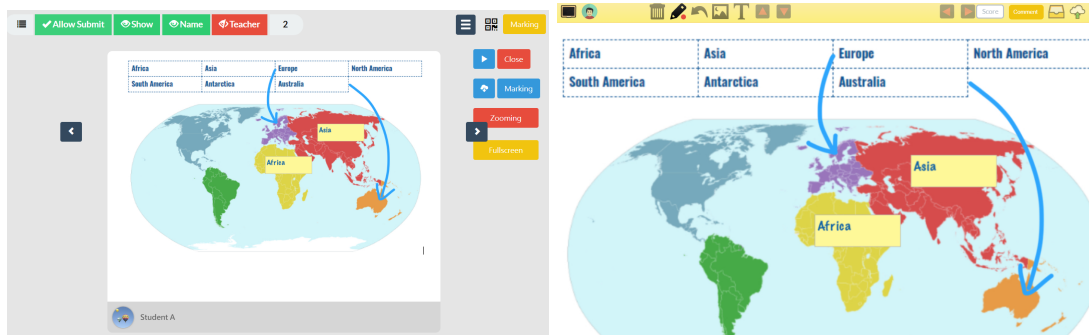 Allow Submit Show Name Teacher 2 Marking
Close
Marking
Zooming
Fullscreen
Africa Asia Europe North America
South America Antarctica Australia
Asia
Africa
Student A
Score Comment
Africa Asia Europe North America
South America Antarctica Australia
Asia
Africa